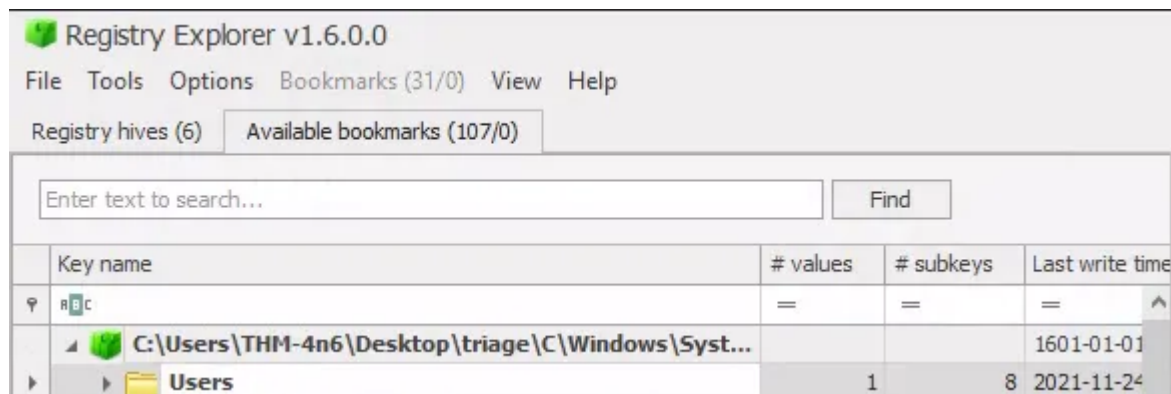 Registry Explorer v1.6.0.0
File Tools Options Bookmarks (31/0) View Help
Registry hives (6) Available bookmarks (107/0)
Enter text to search... Find
Key name # values # subkeys Last write time
ABC = = =
C:\Users\THM-4n6\Desktop\triage\C\Windows\Syst... 1601-01-01
Users 1 8 2021-11-24